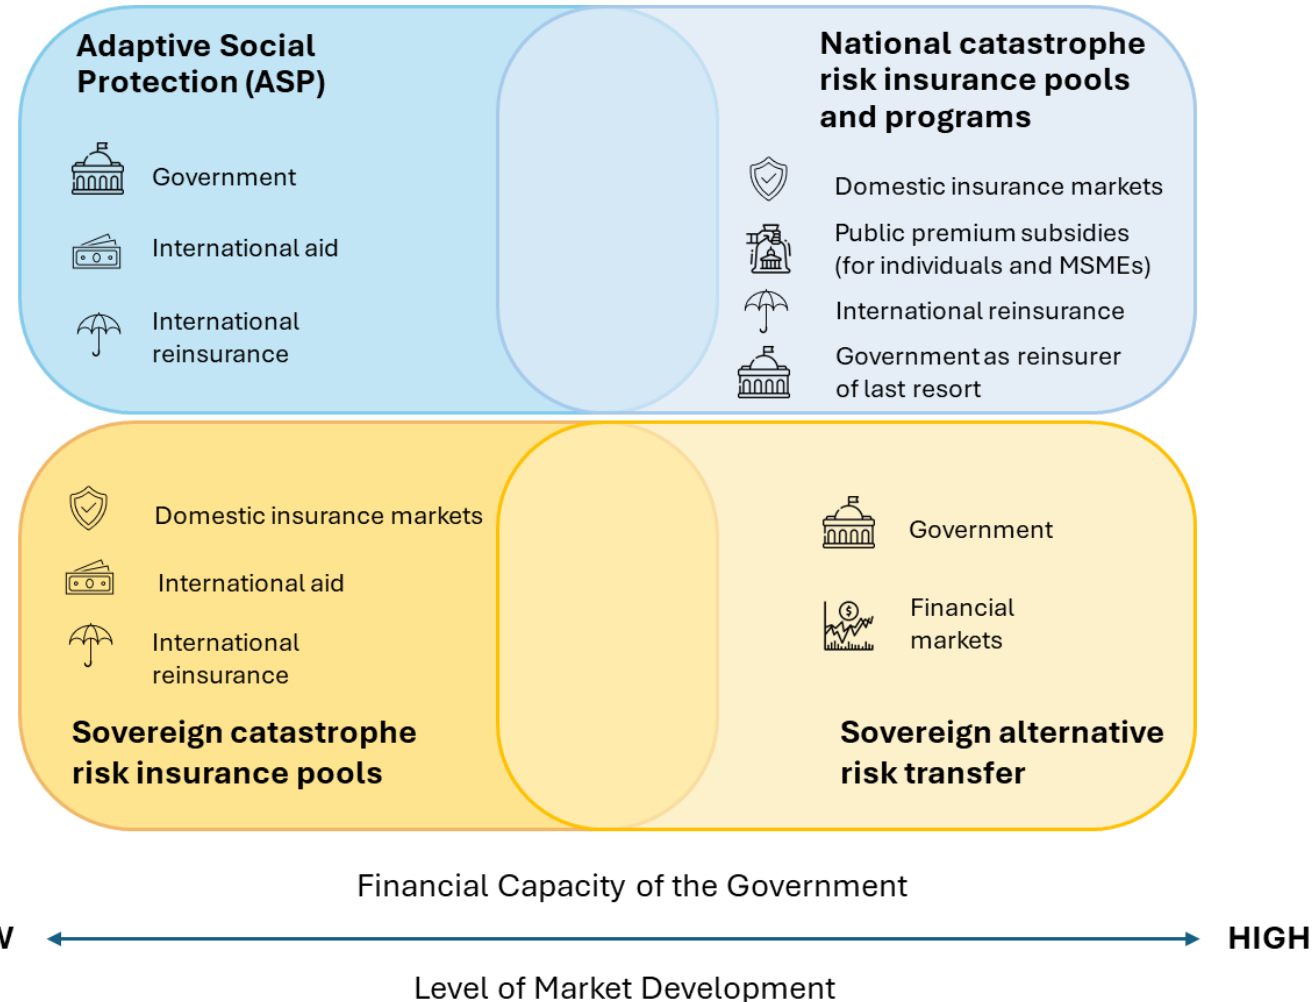 Adaptive Social
Protection (ASP)
Government
International aid
International
reinsurance
National catastrophe
risk insurance pools
and programs
Domestic insurance markets
Public premium subsidies
(for individuals and MSMEs)
International reinsurance
Government as reinsurer
of last resort
Domestic insurance markets
International aid
International
reinsurance
Sovereign catastrophe
risk insurance pools
Government
Financial
markets
Sovereign alternative
risk transfer
Financial Capacity of the Government
HIGH
Level of Market Development